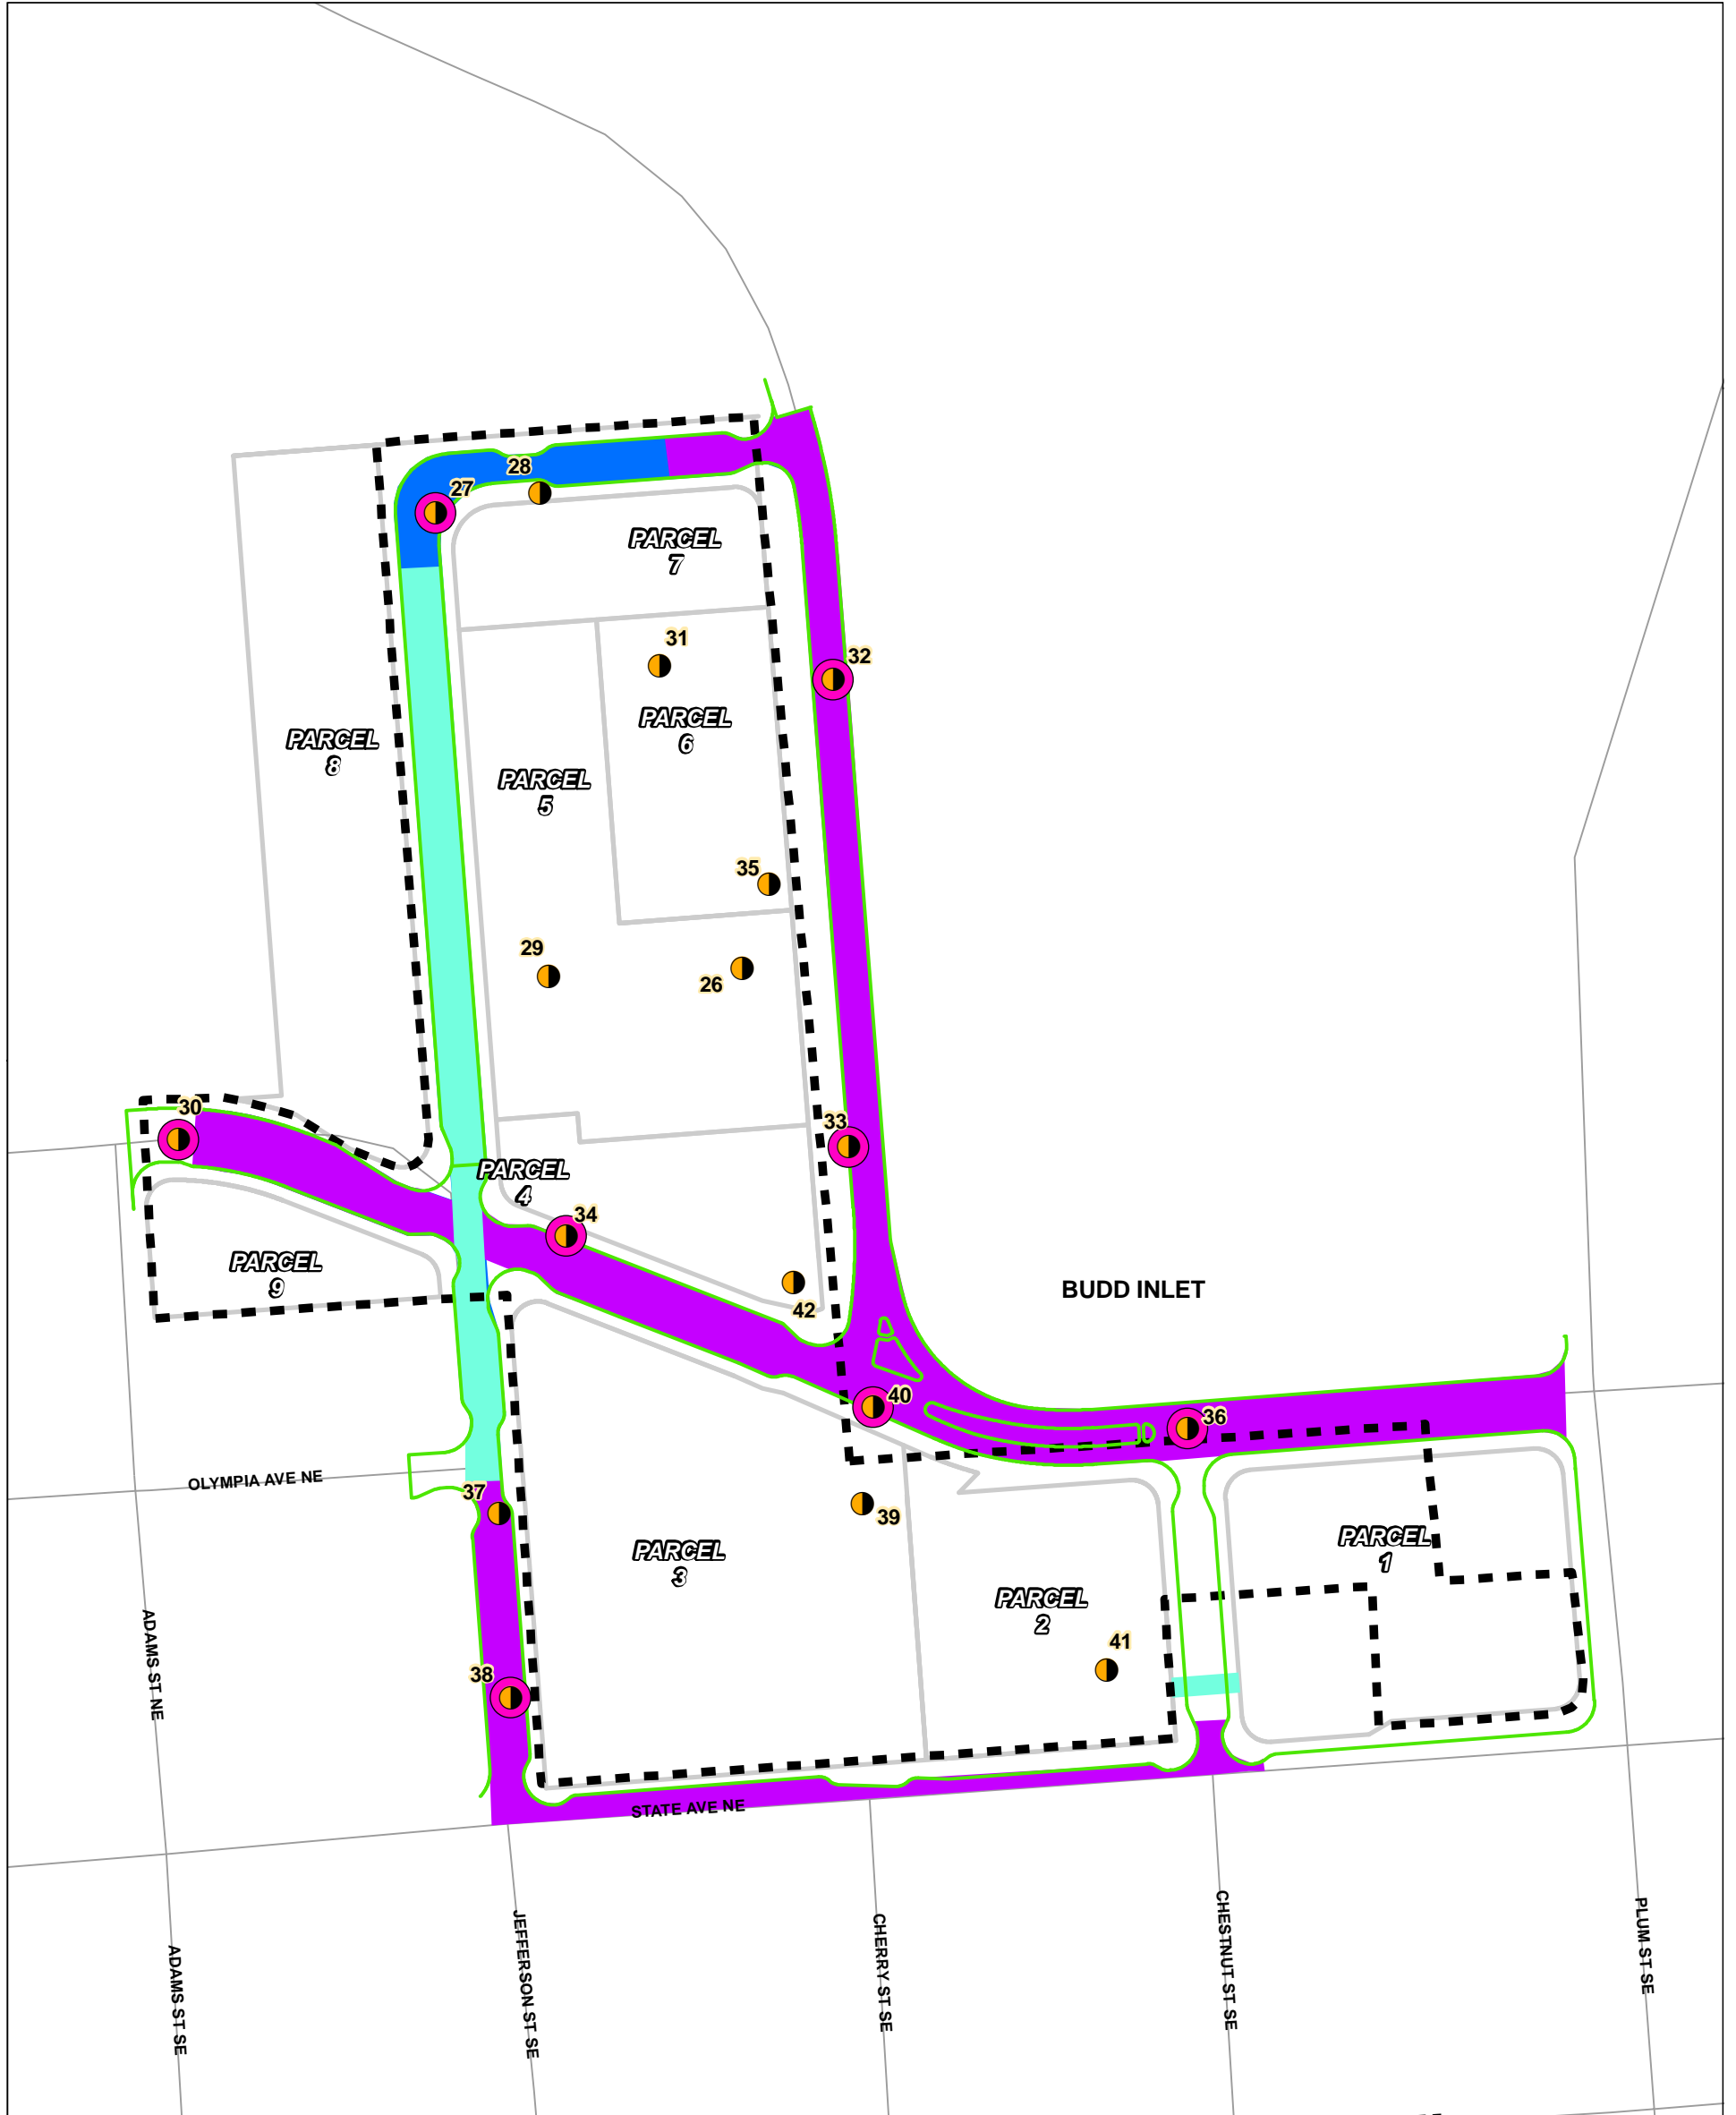 28
27
PARCEL
7
31
32
PARCEL
6
PARCEL
8
PARCEL
5
35
29
26
30
33
PARCEL
4
34
PARCEL
9
BUDD INLET
42
40
36
OLYMPIA AVE NE
37
39
PARCEL
3
PARCEL
1
PARCEL
2
41
ADAMS ST NE
38
STATE AVE NE
ADAMS ST SE
JEFFERSON ST SE
CHERRY ST SE
CHESTNUT ST SE
PLUM ST SE